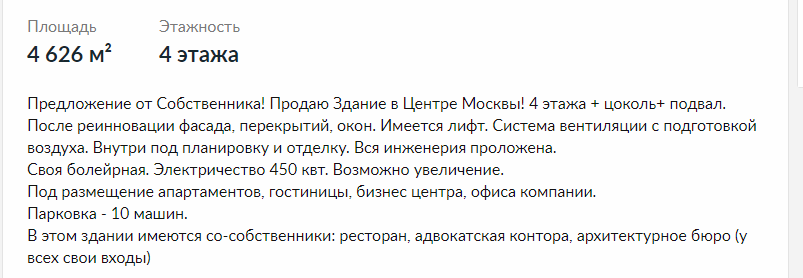 Площадь Этажность
4 626 м² 4 этажа
Предложение от Собственника! Продаю Здание в Центре Москвы! 4 этажа + цоколь+ подвал.
После реинновации фасада, перекрытий, окон. Имеется лифт. Система вентиляции с подготовкой
воздуха. Внутри под планировку и отделку. Вся инженерия проложена.
Своя болейрная. Электричество 450 квт. Возможно увеличение.
Под размещение апартаментов, гостиницы, бизнес центра, офиса компании.
Парковка - 10 машин.
В этом здании имеются со-собственники: ресторан, адвокатская контора, архитектурное бюро (у
всех свои входы)